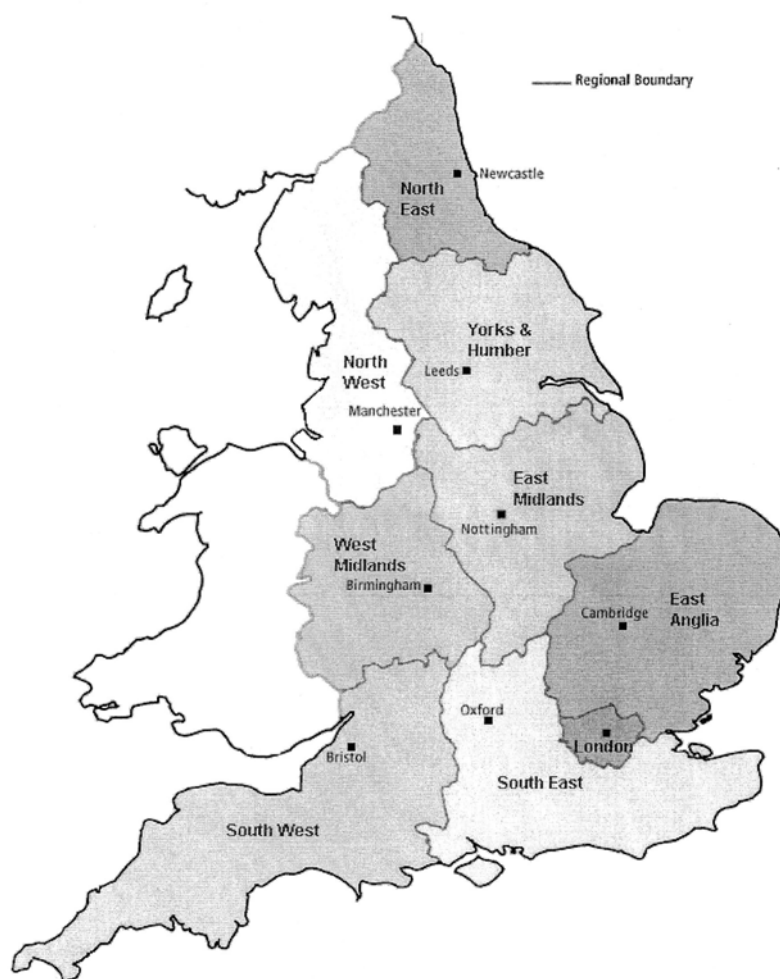 Regional Boundary
Newcastle
North
East
Yorks &
Humber
Leeds
North
West
Manchester
East
Midlands
Nottingham
West
Midlands
Birmingham
East
Anglia
Cambridge
Oxford
London
Bristol
South East
South West